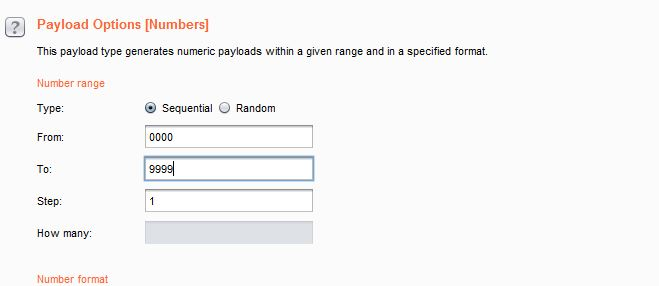 ? Payload Options [Numbers]
This payload type generates numeric payloads within a given range and in a specified format.
Number range
Type: Sequential Random
From: 0000
To: 9999
Step: 1
How many:
Number format